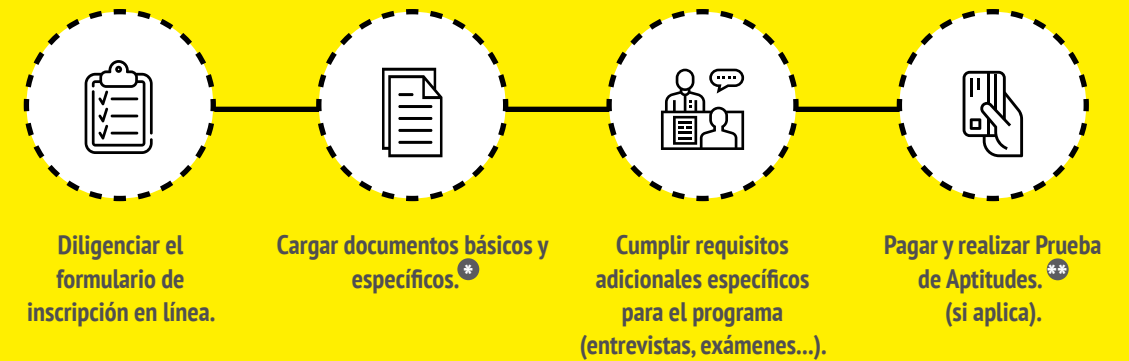 Diligenciar el
formulario de
inscripción en línea.
Cargar documentos básicos y
específicos.*
Cumplir requisitos
adicionales específicos
para el programa
(entrevistas, exámenes...).
Pagar y realizar Prueba
de Aptitudes. **
(si aplica).